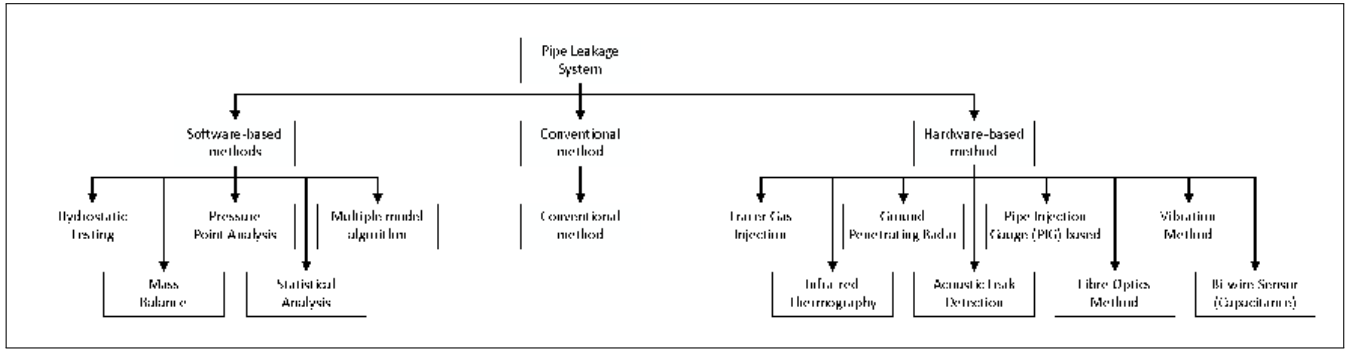 Pipe Leakage
System
Software-based
methods
Conventional
method
Hardware-based
method
Hydrostatic
Testing
Pressure
Point Analysis
Multiple model
algorithm
Conventional
method
Tracer Gas
Injection
Ground
Penetrating Radar
Pipe Injection
Gauge (PIG) based
Vibration
Method
Mass
Balance
Statistical
Analysis
Infra-red
Thermography
Acoustic Leak
Detection
Fibre Optics
Method
Bi-wire Sensor
(Capacitance)